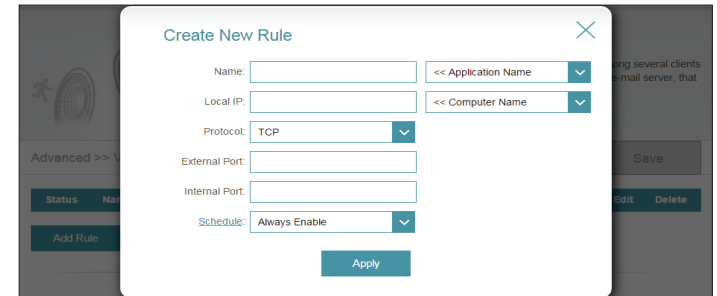 Create New Rule
ong several clients
e-mail server, that
Name:
<< Application Name
Local IP:
<< Computer Name
Protocol:
TCP
Advanced >> V
Save
External Port:
Internal Port:
Status
Nar
Edit
Delete
Schedule:
Always Enable
Add Rule
Apply